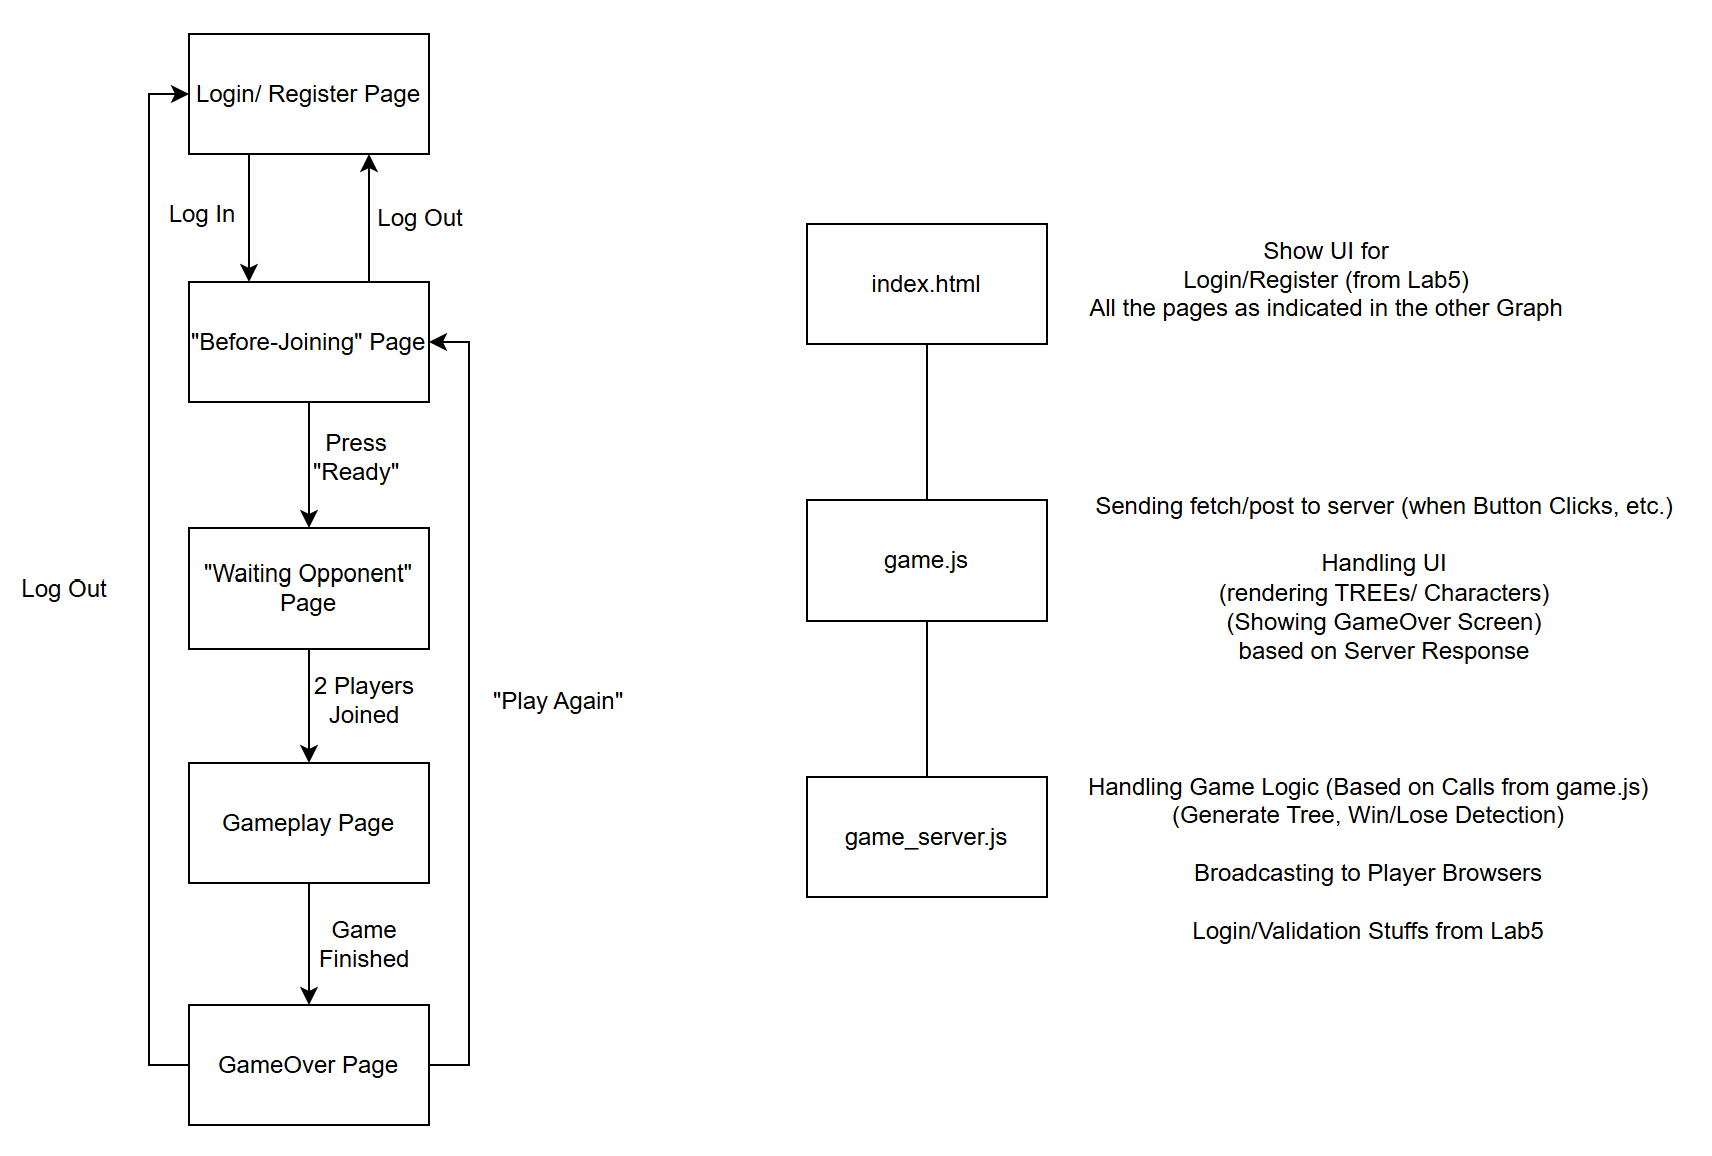 Login/ Register Page
Log In
Log Out
"Before-Joining" Page
Press
"Ready"
"Waiting Opponent"
Page
Log Out
2 Players
Joined
"Play Again"
Gameplay Page
Game
Finished
GameOver Page
index.html
Show UI for
Login/Register (from Lab5)
All the pages as indicated in the other Graph
game.js
Sending fetch/post to server (when Button Clicks, etc.)
Handling UI
(rendering TREEs/ Characters)
(Showing GameOver Screen)
based on Server Response
game_server.js
Handling Game Logic (Based on Calls from game.js)
(Generate Tree, Win/Lose Detection)
Broadcasting to Player Browsers
Login/Validation Stuffs from Lab5